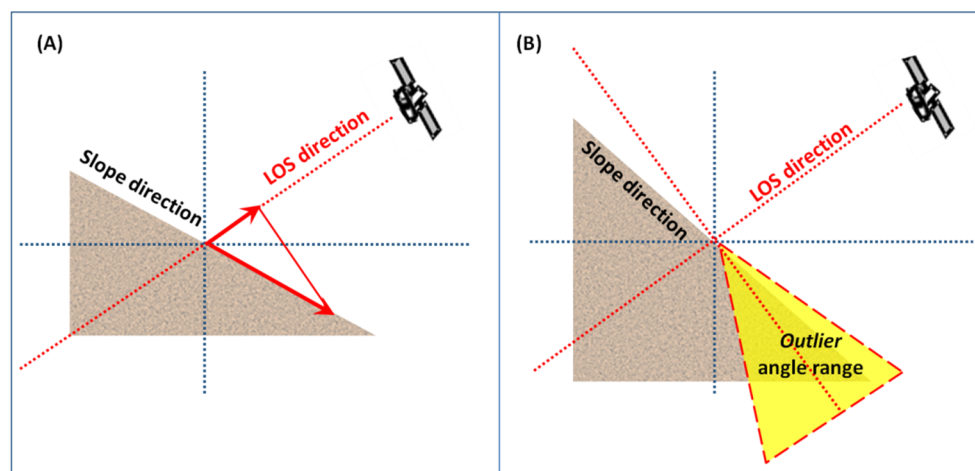 (A)
Slope direction
LOS direction
(B)
Slope direction
LOS direction
Outlier
angle range